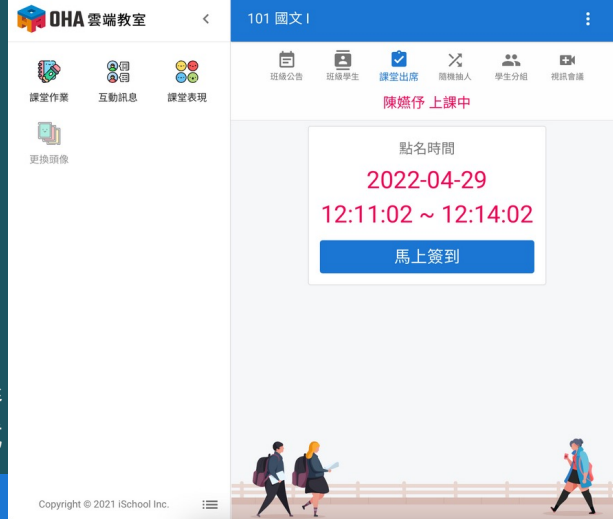 OHA 雲端教室
課堂作業 互動訊息 課堂表現
更換頭像
Copyright © 2021 iSchool Inc.
101 國文 I
班級公告 班級學生 課堂出席 隨機抽人 學生分組 視訊會議
陳嬿伃 上課中
點名時間
2022-04-29
12:11:02 ~ 12:14:02
馬上簽到